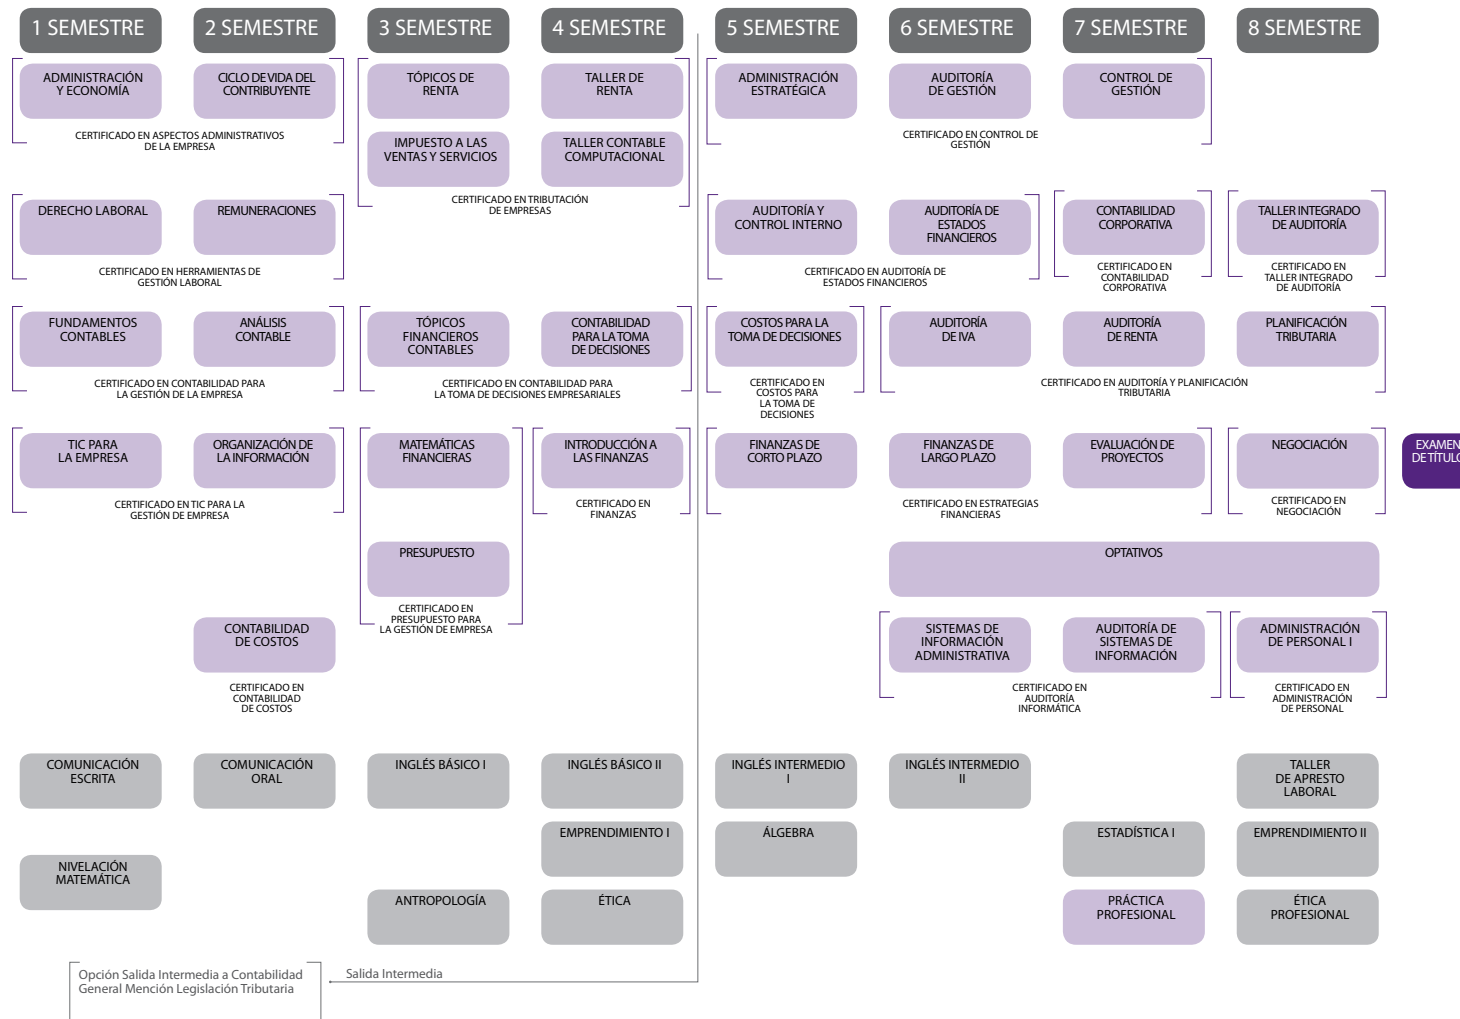 1 SEMESTRE
2 SEMESTRE
3 SEMESTRE
4 SEMESTRE
5 SEMESTRE
6 SEMESTRE
7 SEMESTRE
8 SEMESTRE
ADMINISTRACIÓN
Y ECONOMÍA
CICLO DE VIDA DEL
CONTRIBUYENTE
TÓPICOS DE
RENTA
TALLER DE
RENTA
ADMINISTRACIÓN
ESTRATÉGICA
AUDITORÍA
DE GESTIÓN
CONTROL DE
GESTIÓN
CERTIFICADO EN ASPECTOS ADMINISTRATIVOS
DE LA EMPRESA
IMPUESTO A LAS
VENTAS Y SERVICIOS
TALLER CONTABLE
COMPUTACIONAL
CERTIFICADO EN CONTROL DE
GESTIÓN
CERTIFICADO EN TRIBUTACIÓN
DE EMPRESAS
DERECHO LABORAL
REMUNERACIONES
AUDITORÍA Y
CONTROL INTERNO
AUDITORÍA DE
ESTADOS
FINANCIEROS
CONTABILIDAD
CORPORATIVA
TALLER INTEGRADO
DE AUDITORÍA
CERTIFICADO EN HERRAMIENTAS DE
GESTIÓN LABORAL
CERTIFICADO EN AUDITORÍA DE
ESTADOS FINANCIEROS
CERTIFICADO EN
CONTABILIDAD
CORPORATIVA
CERTIFICADO EN
TALLER INTEGRADO
DE AUDITORÍA
FUNDAMENTOS
CONTABLES
ANÁLISIS
CONTABLE
TÓPICOS
FINANCIEROS
CONTABLES
CONTABILIDAD
PARA LA TOMA
DE DECISIONES
COSTOS PARA LA
TOMA DE DECISIONES
AUDITORÍA
DE IVA
AUDITORÍA
DE RENTA
PLANIFICACIÓN
TRIBUTARIA
CERTIFICADO EN CONTABILIDAD PARA
LA GESTIÓN DE LA EMPRESA
CERTIFICADO EN CONTABILIDAD PARA
LA TOMA DE DECISIONES EMPRESARIALES
CERTIFICADO EN
COSTOS PARA
LA TOMA DE
DECISIONES
CERTIFICADO EN AUDITORÍA Y PLANIFICACIÓN
TRIBUTARIA
TIC PARA
LA EMPRESA
ORGANIZACIÓN DE
LA INFORMACIÓN
MATEMÁTICAS
FINANCIERAS
INTRODUCCIÓN A
LAS FINANZAS
FINANZAS DE
CORTO PLAZO
FINANZAS DE
LARGO PLAZO
EVALUACIÓN DE
PROYECTOS
NEGOCIACIÓN
EXAMEN
DE TÍTULO
CERTIFICADO EN TIC PARA LA
GESTIÓN DE EMPRESA
CERTIFICADO EN
FINANZAS
CERTIFICADO EN ESTRATEGIAS
FINANCIERAS
CERTIFICADO EN
NEGOCIACIÓN
PRESUPUESTO
OPTATIVOS
CERTIFICADO EN
PRESUPUESTO PARA
LA GESTIÓN DE EMPRESA
CONTABILIDAD
DE COSTOS
SISTEMAS DE
INFORMACIÓN
ADMINISTRATIVA
AUDITORÍA DE
SISTEMAS DE
INFORMACIÓN
ADMINISTRACIÓN
DE PERSONAL I
CERTIFICADO EN
CONTABILIDAD
DE COSTOS
CERTIFICADO EN
AUDITORÍA
INFORMÁTICA
CERTIFICADO EN
ADMINISTRACIÓN
DE PERSONAL
COMUNICACIÓN
ESCRITA
COMUNICACIÓN
ORAL
INGLÉS BÁSICO I
INGLÉS BÁSICO II
INGLÉS INTERMEDIO
I
INGLÉS INTERMEDIO
II
TALLER
DE APRESTO
LABORAL
EMPRENDIMIENTO I
ÁLGEBRA
ESTADÍSTICA I
EMPRENDIMIENTO II
NIVELACIÓN
MATEMÁTICA
ANTROPOLOGÍA
ÉTICA
PRÁCTICA
PROFESIONAL
ÉTICA
PROFESIONAL
Opción Salida Intermedia a Contabilidad
General Mención Legislación Tributaria
Salida Intermedia